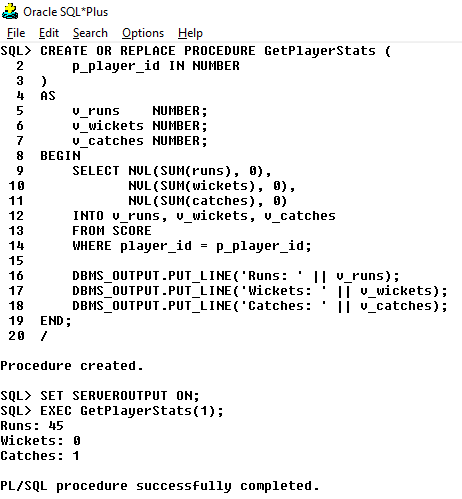 Oracle SQL*Plus
File Edit Search Options Help
SQL> CREATE OR REPLACE PROCEDURE GetPlayerStats (
  2      p_player_id IN NUMBER
  3  )
  4  AS
  5      v_runs    NUMBER;
  6      v_wickets NUMBER;
  7      v_catches NUMBER;
  8  BEGIN
  9      SELECT NVL(SUM(runs), 0),
 10             NVL(SUM(wickets), 0),
 11             NVL(SUM(catches), 0)
 12      INTO v_runs, v_wickets, v_catches
 13      FROM SCORE
 14      WHERE player_id = p_player_id;
 15
 16      DBMS_OUTPUT.PUT_LINE('Runs: ' || v_runs);
 17      DBMS_OUTPUT.PUT_LINE('Wickets: ' || v_wickets);
 18      DBMS_OUTPUT.PUT_LINE('Catches: ' || v_catches);
 19  END;
 20  /
Procedure created.
SQL> SET SERVEROUTPUT ON;
SQL> EXEC GetPlayerStats(1);
Runs: 45
Wickets: 0
Catches: 1
PL/SQL procedure successfully completed.